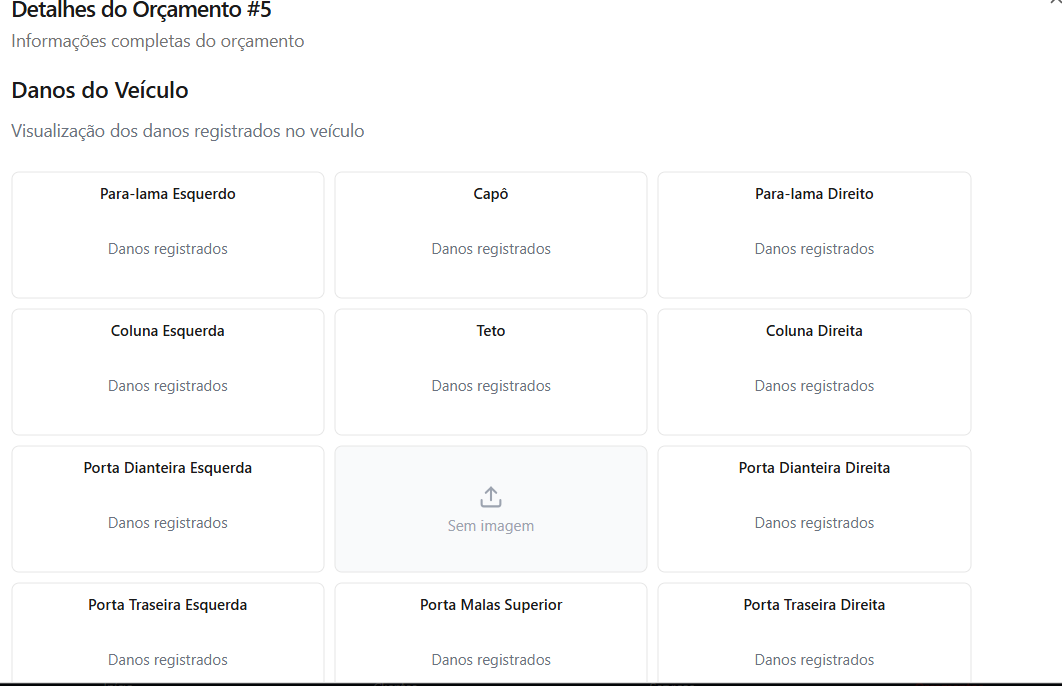 Detalhes do Orçamento #5
Informações completas do orçamento
Danos do Veículo
Visualização dos danos registrados no veículo
Para-lama Esquerdo
Danos registrados
Capô
Danos registrados
Para-lama Direito
Danos registrados
Coluna Esquerda
Danos registrados
Teto
Danos registrados
Coluna Direita
Danos registrados
Porta Dianteira Esquerda
Danos registrados
Sem imagem
Porta Dianteira Direita
Danos registrados
Porta Traseira Esquerda
Danos registrados
Porta Malas Superior
Danos registrados
Porta Traseira Direita
Danos registrados